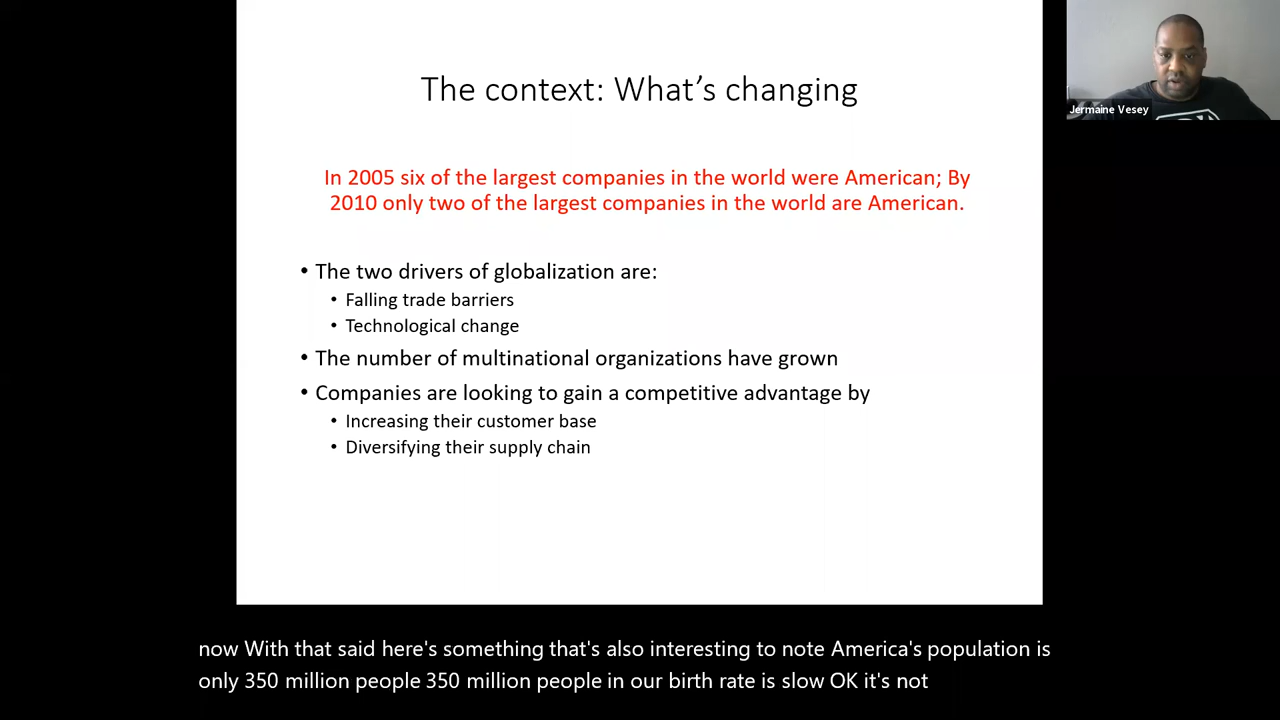 The context: What's changing
Jermaine Vesey
In 2005 six of the largest companies in the world were American; By
2010 only two of the largest companies in the world are American.
• The two drivers of globalization are:
• Falling trade barriers
• Technological change
• The number of multinational organizations have grown
• Companies are looking to gain a competitive advantage by
• Increasing their customer base
• Diversifying their supply chain
now With that said here's something that's also interesting to note America's population is
only 350 million people 350 million people in our birth rate is slow OK it's not